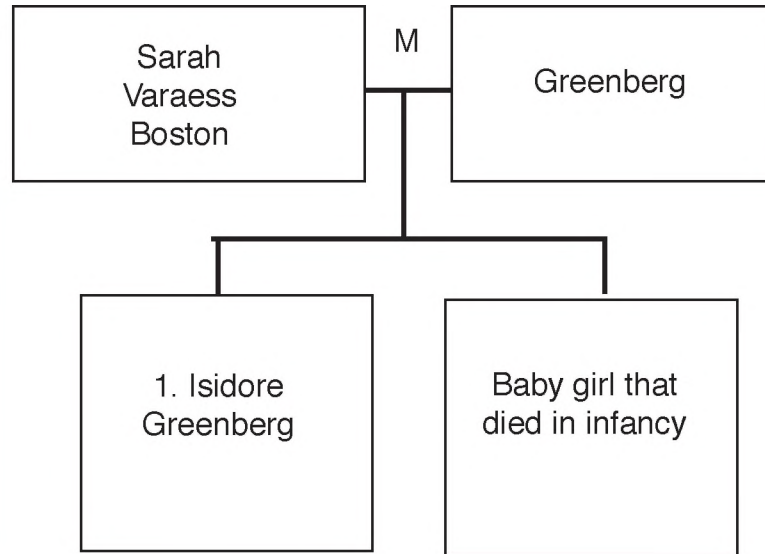 Sarah
Varaess
Boston
M
Greenberg
1. Isidore
Greenberg
Baby girl that
died in infancy